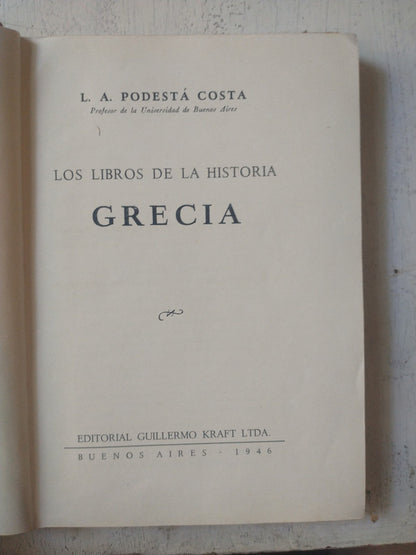 L. A. PODESTÁ COSTA
Profesor de la Universidad de Buenos Aires
LOS LIBROS DE LA HISTORIA
GRECIA
EDITORIAL GUILLERMO KRAFT LTDA.
BUENOS AIRES - 1946